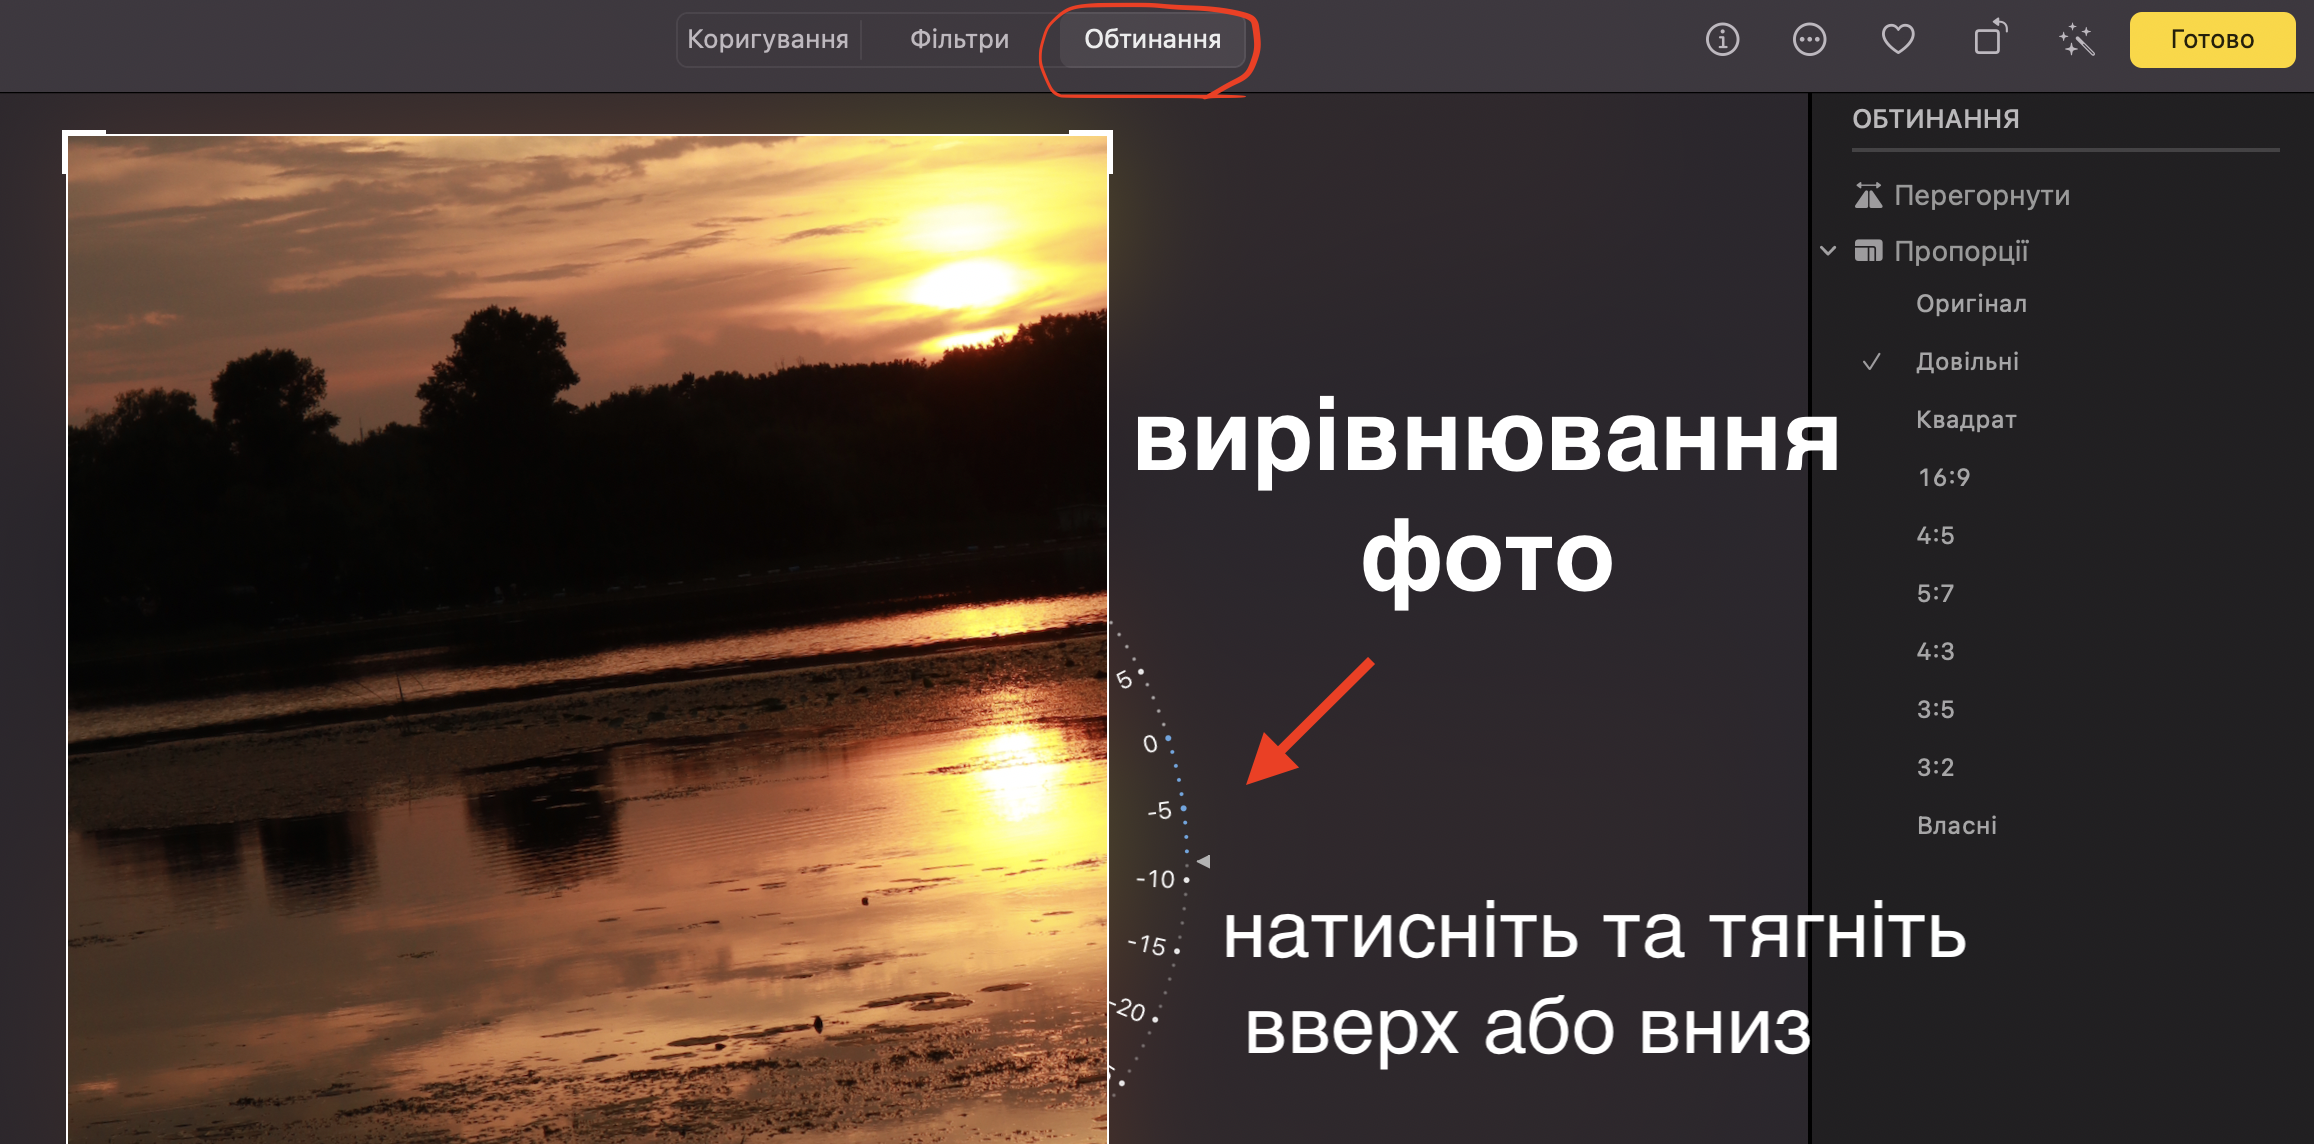 Коригування
Фільтри
Обтинання
Готово
ОБТИНАННЯ
Перегорнути
Пропорції
Оригінал
Довільні
Квадрат
16:9
4:5
5:7
4:3
3:5
3:2
Власні
вирівнювання
фото
5
0
-5
-10
-15
-20
натисніть та тягніть
вверх або вниз